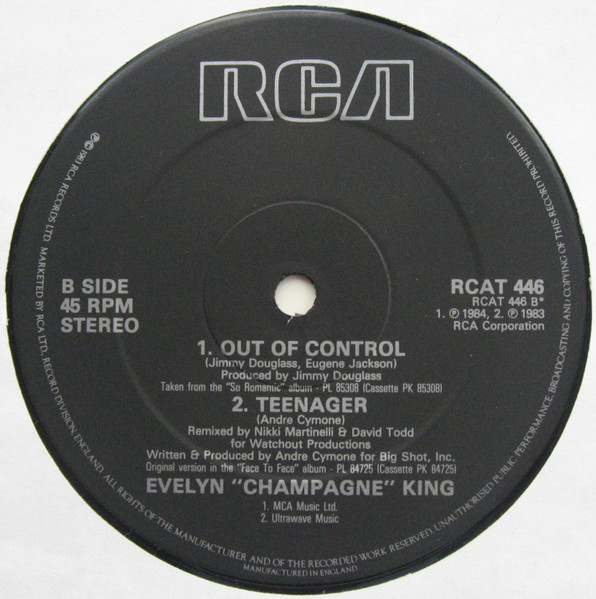 RCA
B SIDE
45 RPM
STEREO
RCAT 446
RCAT 446 B*
1. ℗ 1984, 2. ℗ 1983
RCA Corporation
1. OUT OF CONTROL
(Jimmy Douglass, Eugene Jackson)
Produced by Jimmy Douglass
Taken from the "So Romantic" album - PL 85308 (Cassette PK 85308)
2. TEENAGER
(Andre Cymone)
Remixed by Nikki Martinelli & David Todd
for Watchout Productions
Written & Produced by Andre Cymone for Big Shot, Inc.
Original version in the "Face To Face" album - PL 84725 (Cassette PK 84725)
EVELYN "CHAMPAGNE" KING
1. MCA Music Ltd.
2. Ultrawave Music
RCA RECORDS LTD. MARKETED BY RCA LTD., RECORD DIVISION, ENGLAND. ALL RIGHTS OF THE MANUFACTURER AND OF THE RECORDED WORK RESERVED. UNAUTHORISED PUBLIC PERFORMANCE, BROADCASTING AND COPYING OF THIS RECORD PROHIBITED.
MANUFACTURED IN ENGLAND